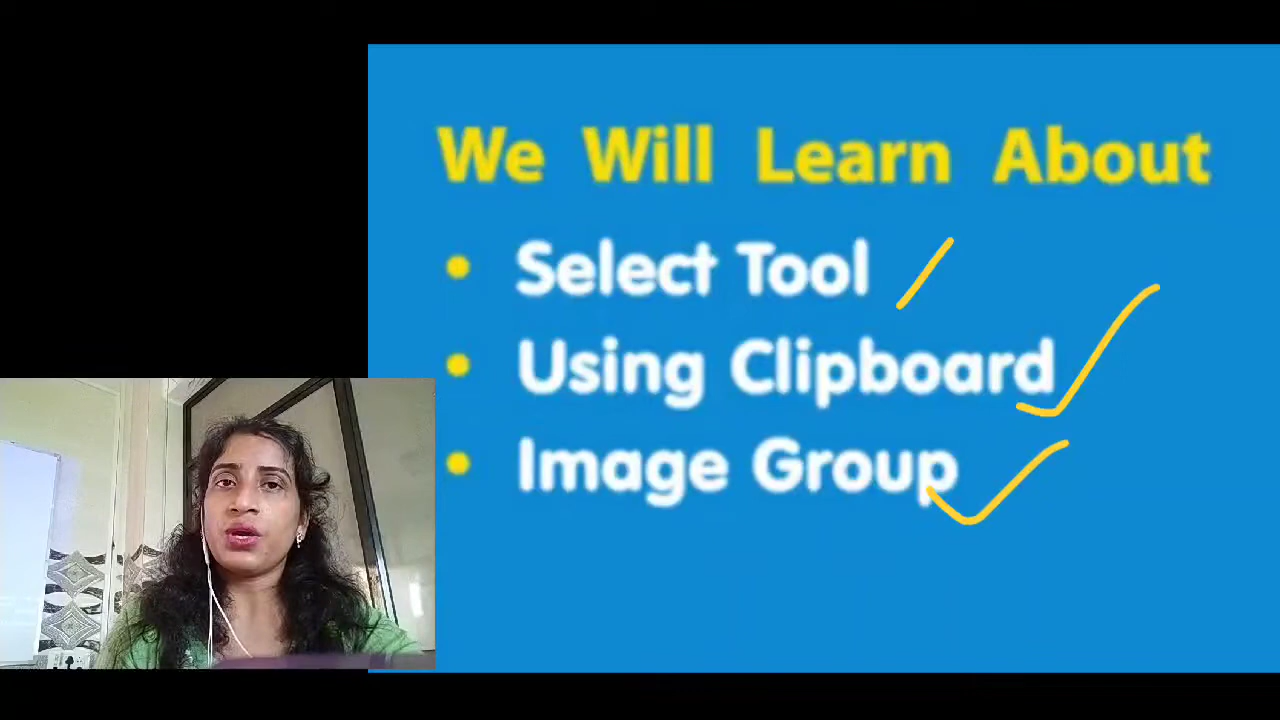 We Will Learn About
• Select Tool
• Using Clipboard
• Image Group